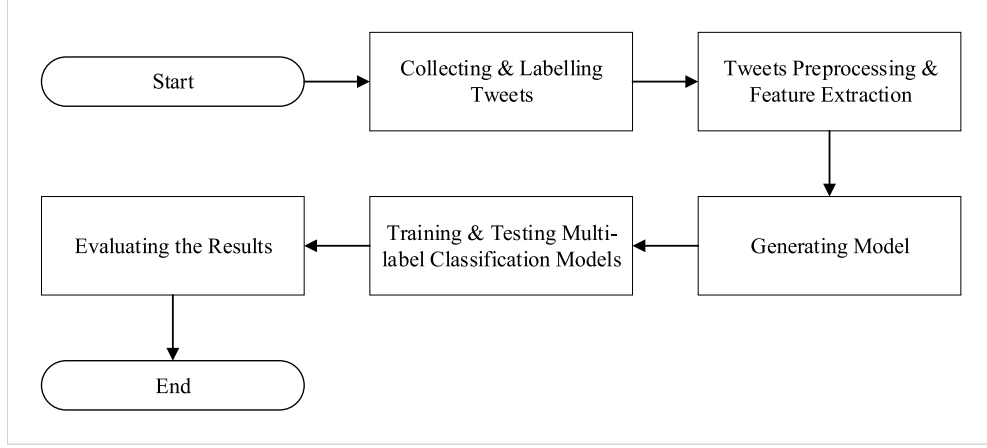 Start
Collecting & Labelling
Tweets
Tweets Preprocessing &
Feature Extraction
Generating Model
Training & Testing Multi-
label Classification Models
Evaluating the Results
End